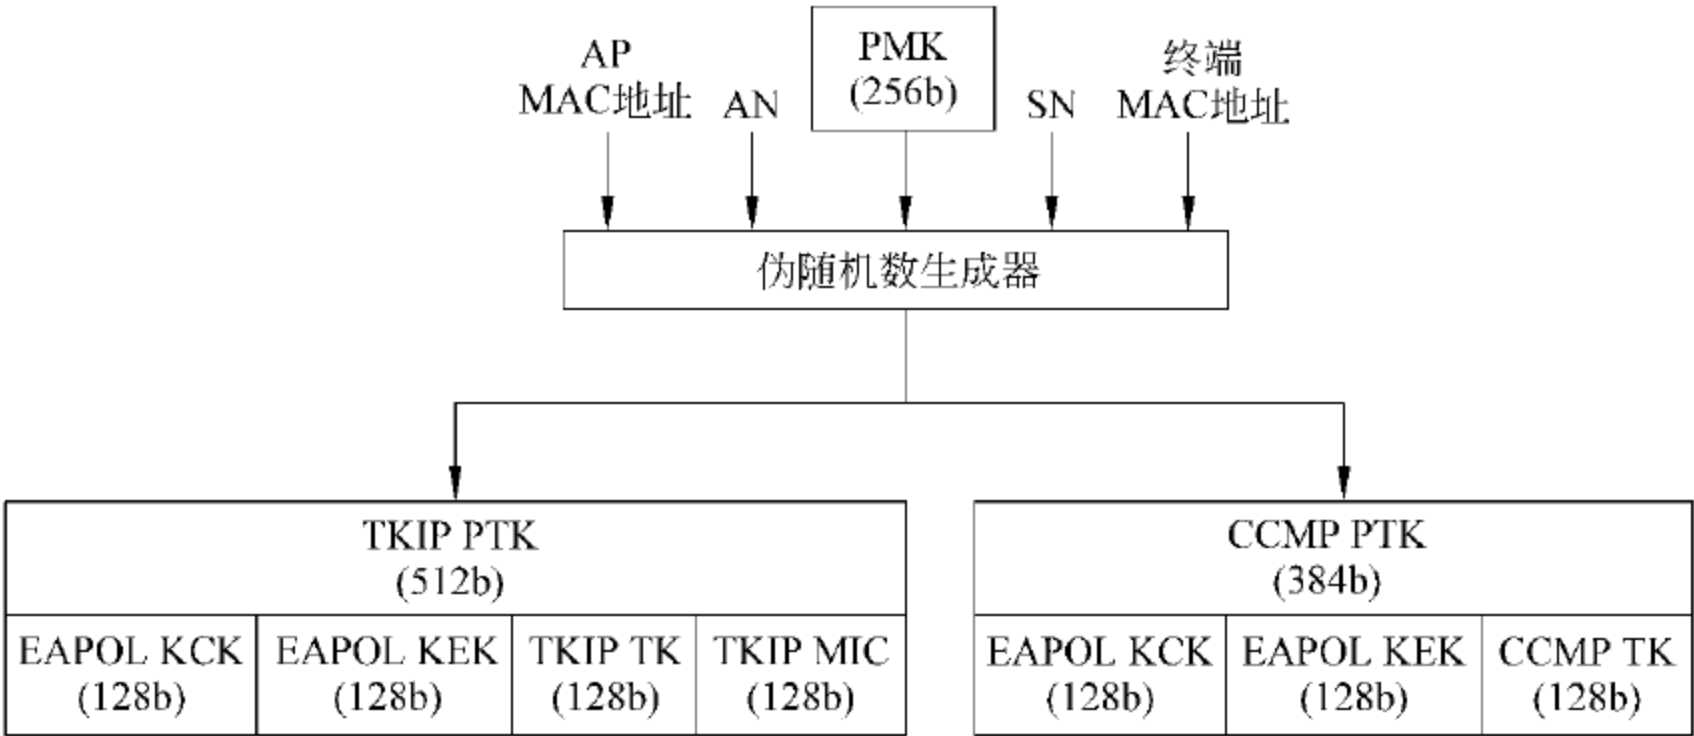 AP
MAC地址
AN
PMK
(256b)
SN
终端
MAC地址
伪随机数生成器
TKIP PTK
(512b)
EAPOL KCK
(128b)
EAPOL KEK
(128b)
TKIP TK
(128b)
TKIP MIC
(128b)
CCMP PTK
(384b)
EAPOL KCK
(128b)
EAPOL KEK
(128b)
CCMP TK
(128b)